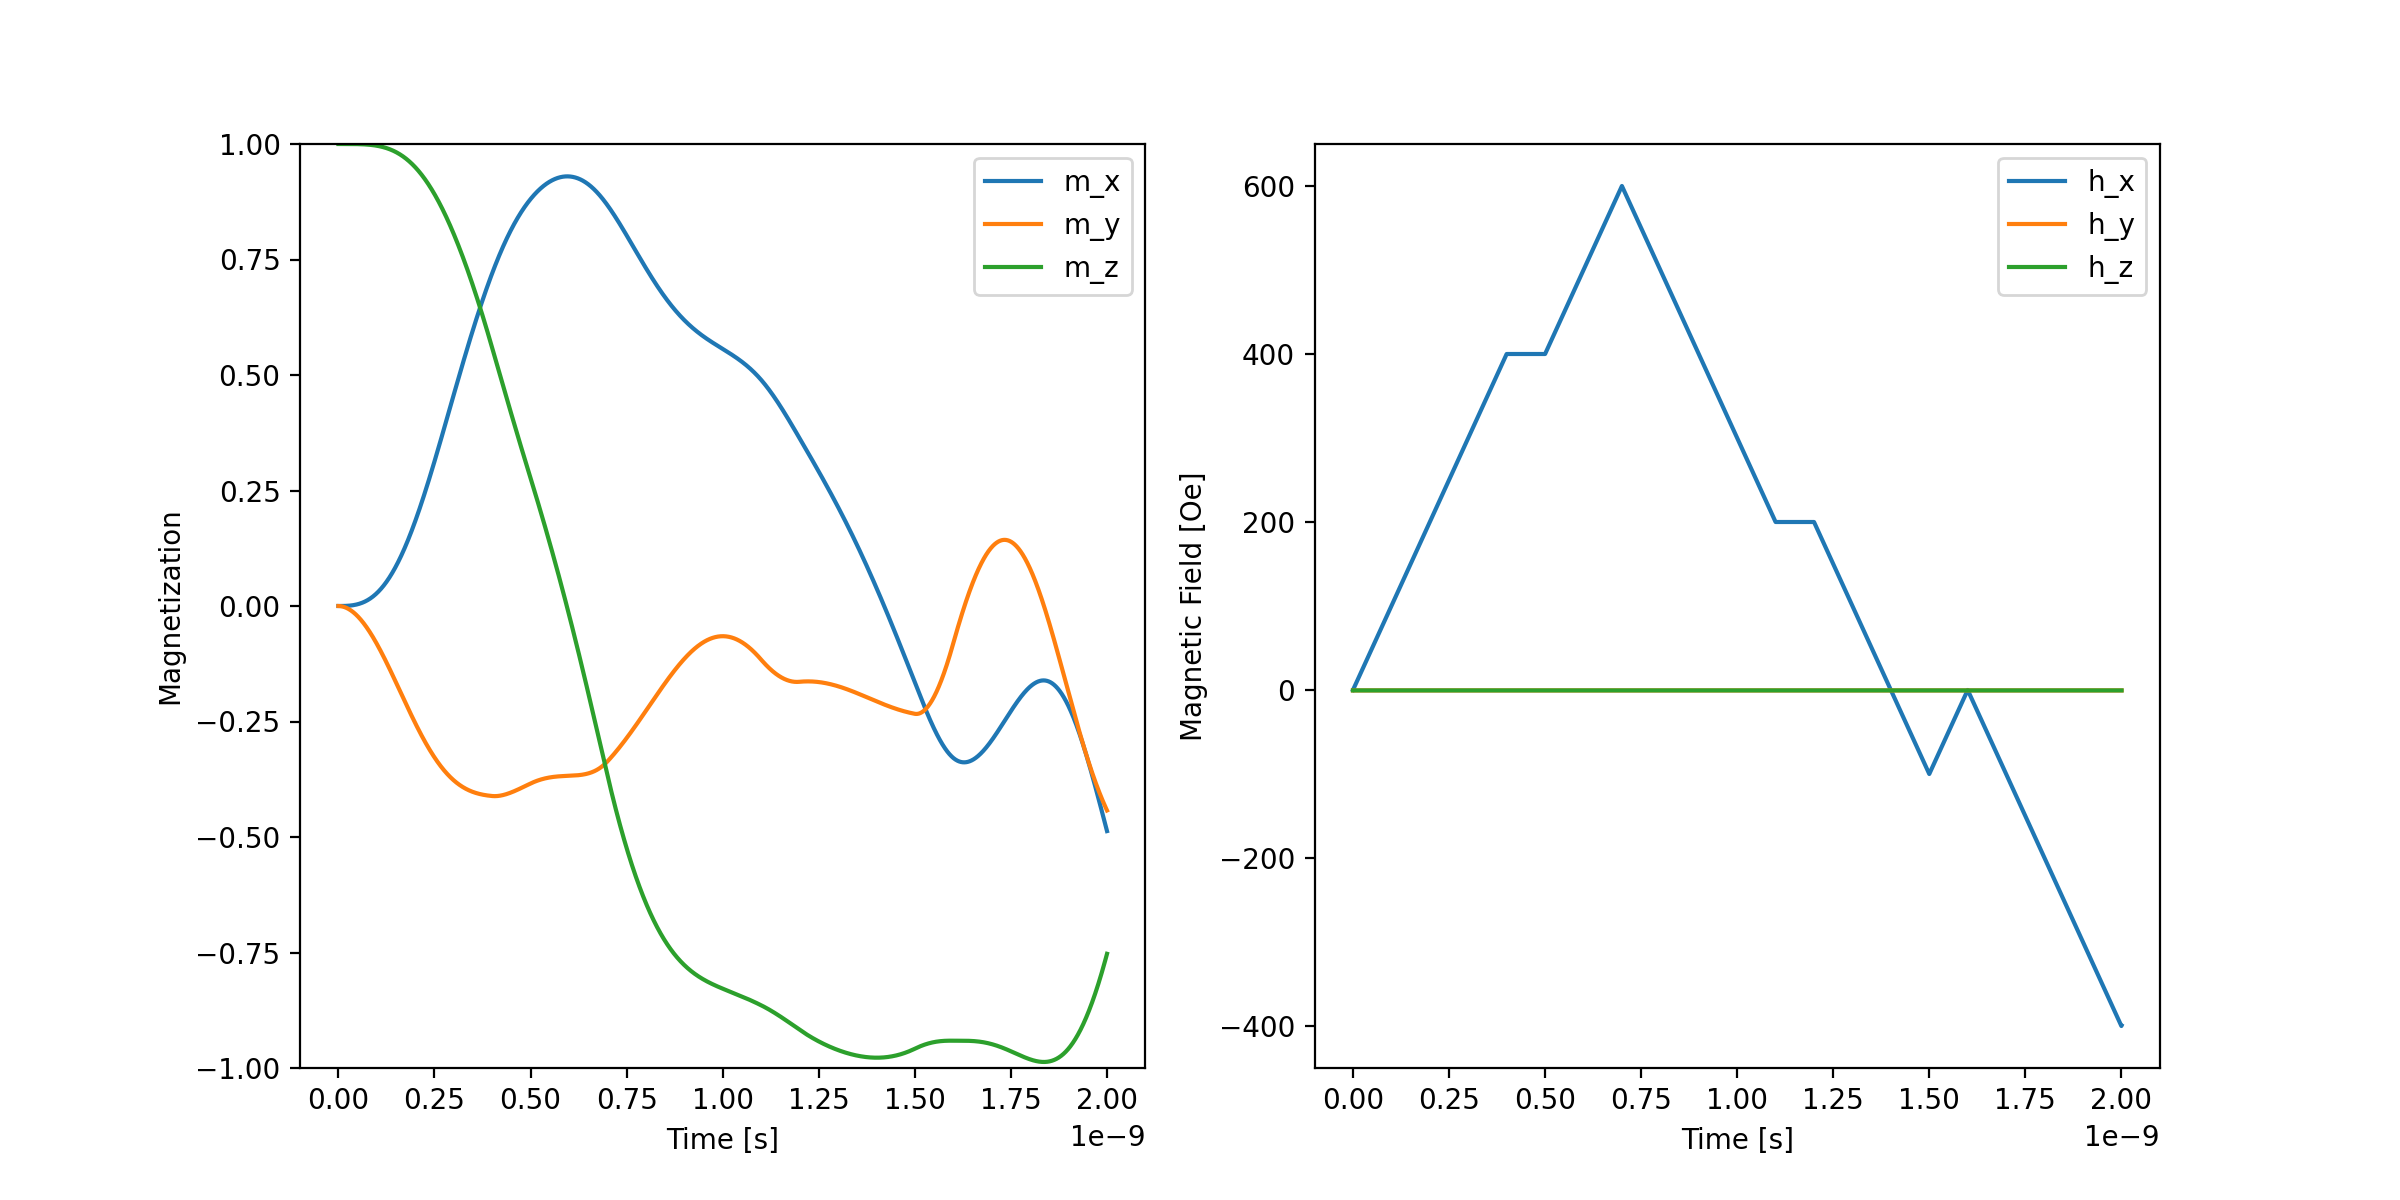 1.00
0.75
0.50
0.25
0.00
−0.25
−0.50
−0.75
−1.00
Magnetization
m_x
m_y
m_z
0.00 0.25 0.50 0.75 1.00 1.25 1.50 1.75 2.00
Time [s]
1e−9
600
400
200
0
−200
−400
Magnetic Field [Oe]
h_x
h_y
h_z
0.00 0.25 0.50 0.75 1.00 1.25 1.50 1.75 2.00
Time [s]
1e−9